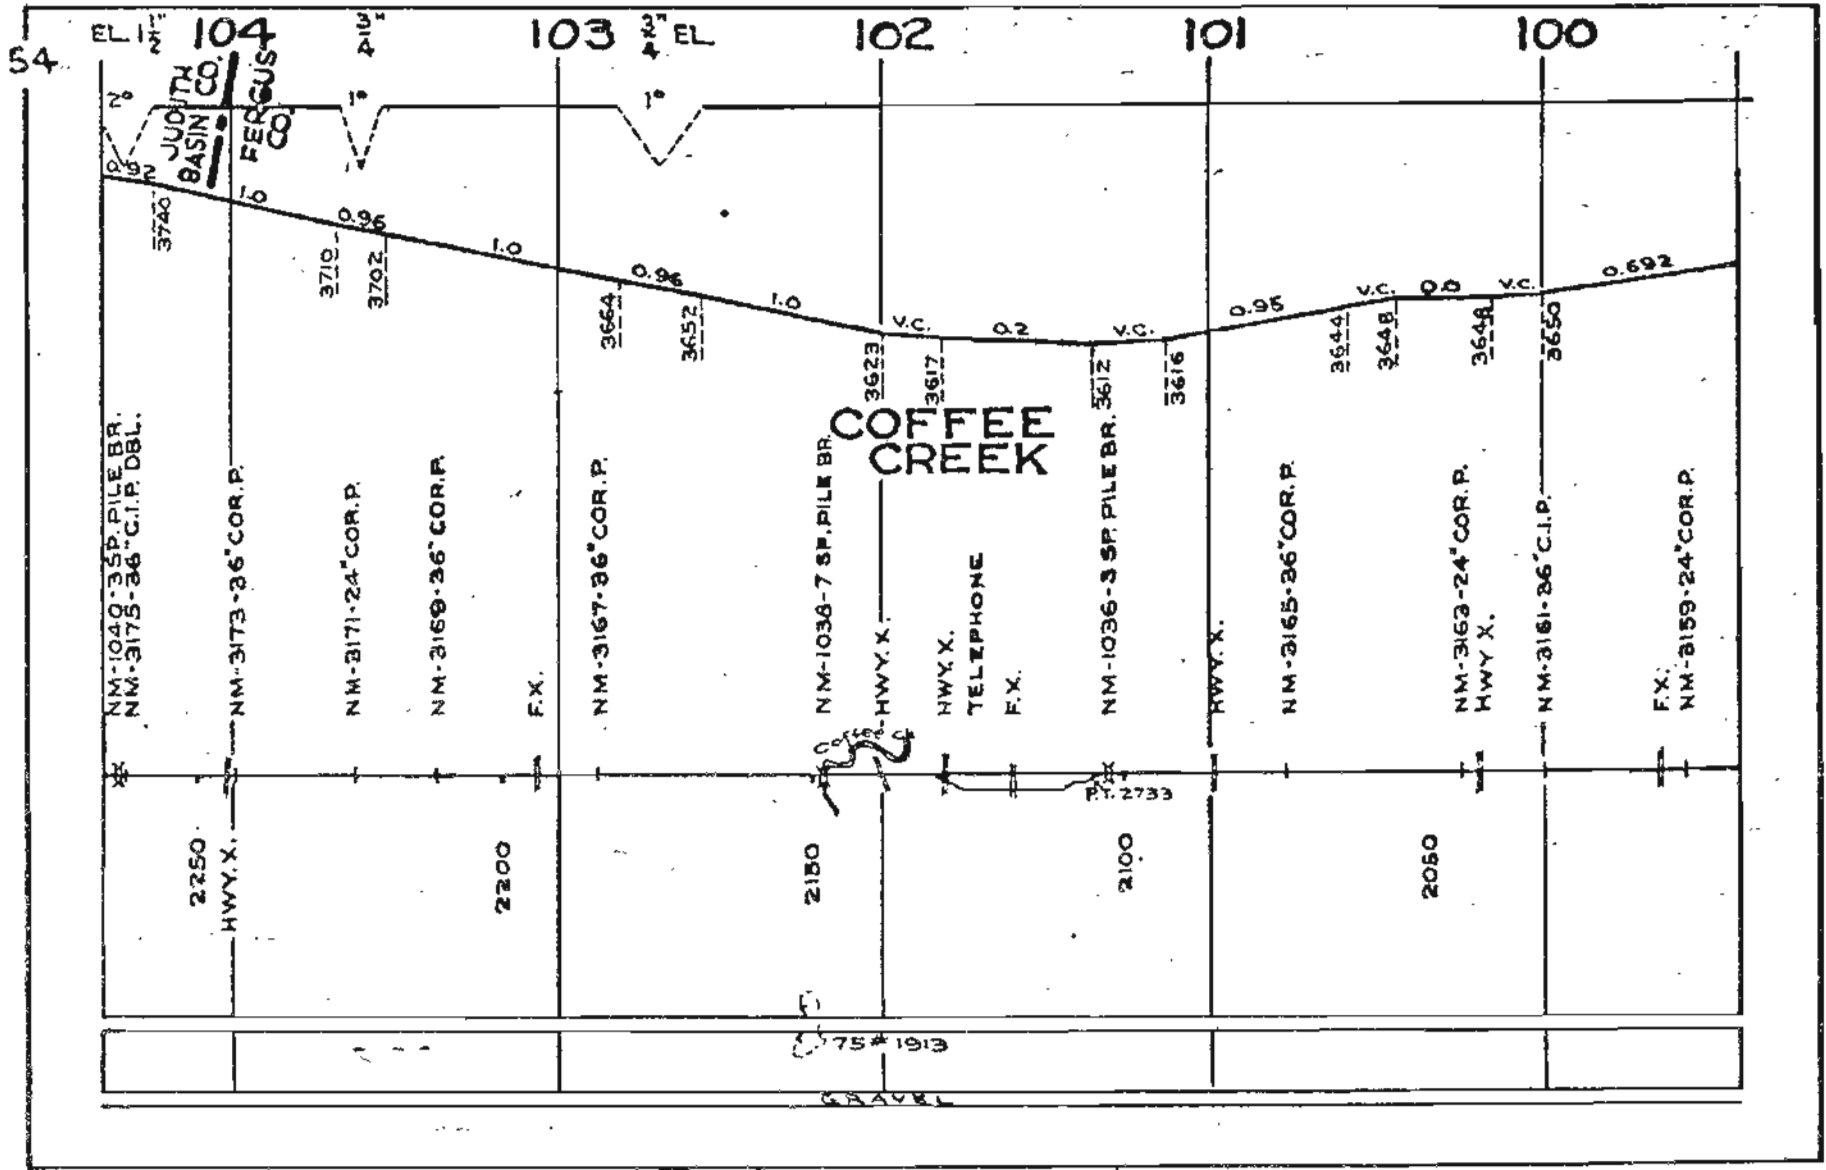 54
EL. 1 1/2" 104 3/4" 103 3/4" EL 102 101 100
2° 1° 1°
JUDITH
BASIN CO.
FERGUS
CO.
0.92 1.0 0.96 1.0 0.96 1.0 V.C. 0.2 V.C. 0.95 V.C. 0.0 V.C. 0.692
3740
3710
3702
3664
3652
3623
3617
3612
3616
3644
3648
3648
3650
COFFEE
CREEK
NM-1040-3 SP. PILE BR.
NM-3175-36" C.I.P. DBL.
NM-3173-36" COR.P.
NM-3171-24" COR.P.
NM-3169-36" COR.P.
F.X.
NM-3167-36" COR.P.
NM-1038-7 SP. PILE BR.
HWY. X.
HWY. X.
TELEPHONE
F.X.
NM-1036-3 SP. PILE BR.
HWY. X.
NM-3165-36" COR.P.
NM-3163-24" COR.P.
HWY. X.
NM-3161-36" C.I.P.
F.X.
NM-3159-24" COR.P.
Coffee Ck
P.T. 2733
2250
HWY. X.
2200
2150
2100
2050
75# 1913
GRAVEL